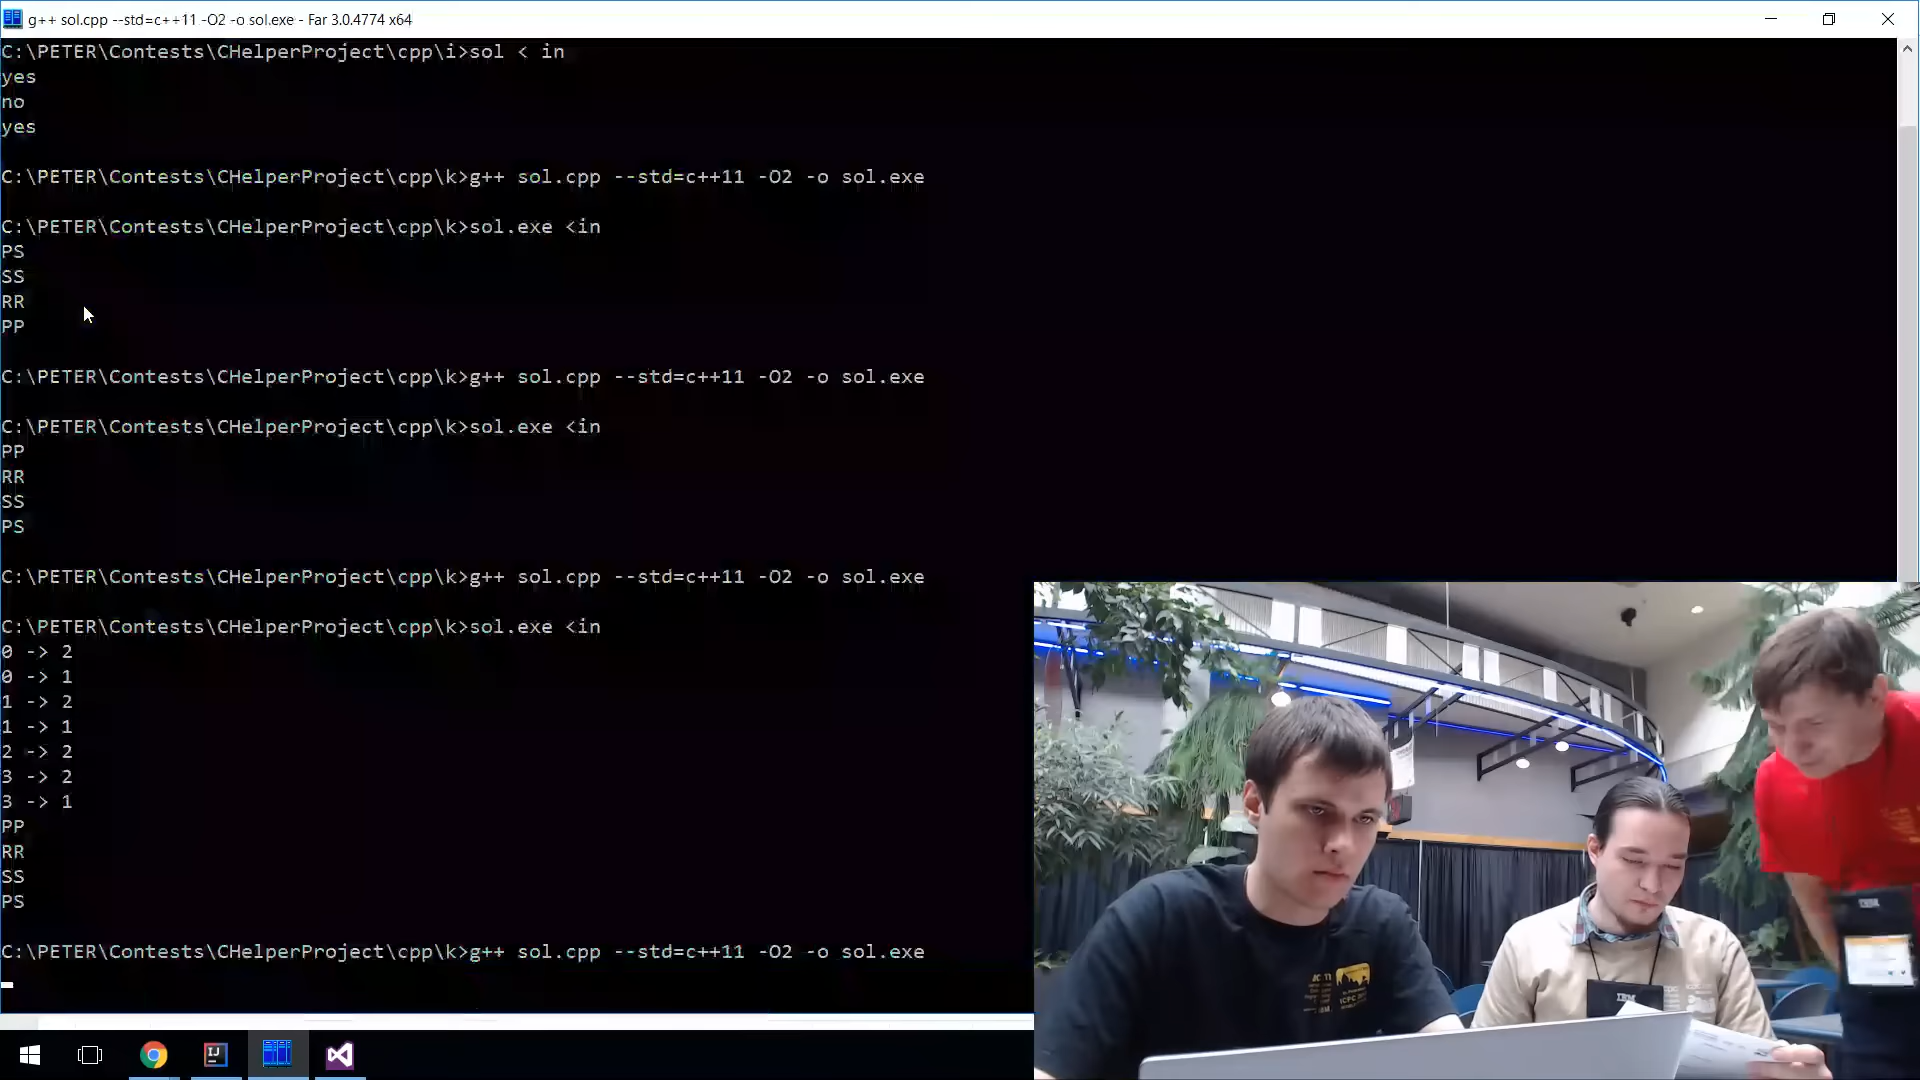 g++ sol.cpp --std=c++11 -O2 -o sol.exe - Far 3.0.4774 x64
C:\PETER\Contests\CHelperProject\cpp\i>sol < in
yes
no
yes
C:\PETER\Contests\CHelperProject\cpp\k>g++ sol.cpp --std=c++11 -O2 -o sol.exe
C:\PETER\Contests\CHelperProject\cpp\k>sol.exe <in
PS
SS
RR
PP
C:\PETER\Contests\CHelperProject\cpp\k>g++ sol.cpp --std=c++11 -O2 -o sol.exe
C:\PETER\Contests\CHelperProject\cpp\k>sol.exe <in
PP
RR
SS
PS
C:\PETER\Contests\CHelperProject\cpp\k>g++ sol.cpp --std=c++11 -O2 -o sol.exe
C:\PETER\Contests\CHelperProject\cpp\k>sol.exe <in
0 -> 2
0 -> 1
1 -> 2
1 -> 1
2 -> 2
3 -> 2
3 -> 1
PP
RR
SS
PS
C:\PETER\Contests\CHelperProject\cpp\k>g++ sol.cpp --std=c++11 -O2 -o sol.exe
IBM
IJ